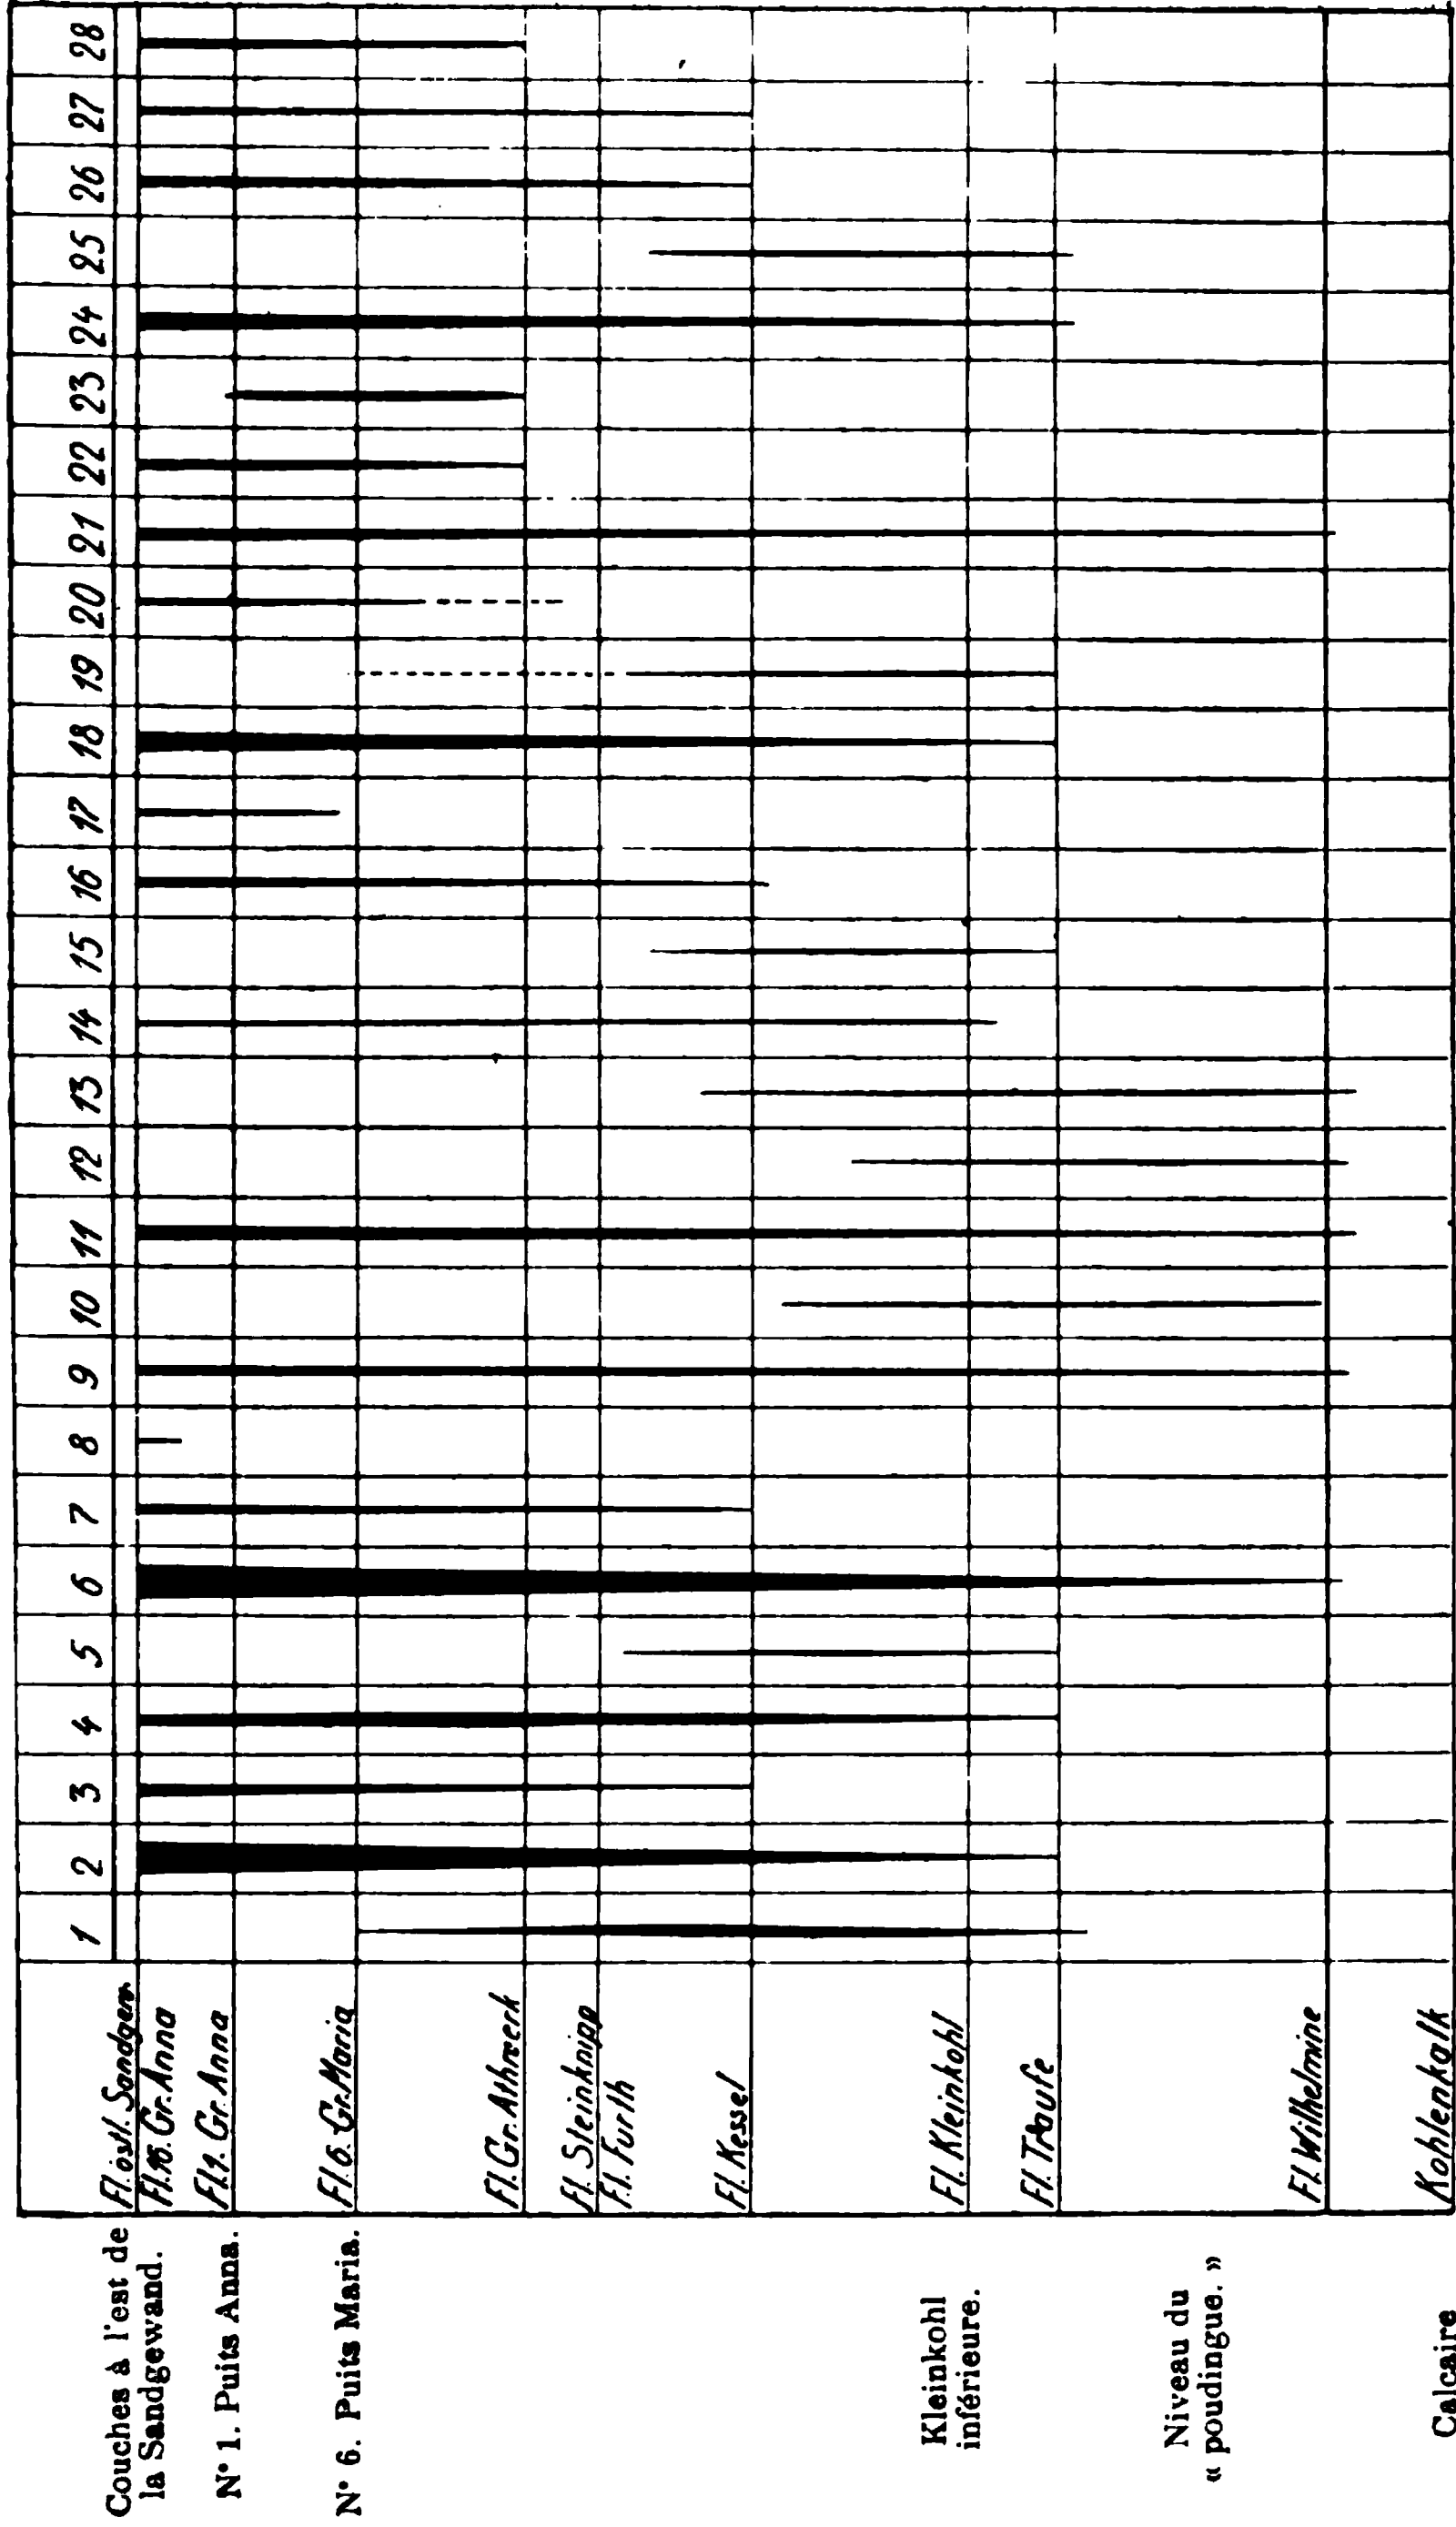 1 2 3 4 5 6 7 8 9 10 11 12 13 14 15 16 17 18 19 20 21 22 23 24 25 26 27 28
Fl. östl. Sandgew.
Fl. 10. Gr. Anna
Fl. 1. Gr. Anna
Fl. 6. Gr. Maria
Fl. Gr. Athwerk
Fl. Steinknipp
Fl. Furth
Fl. Kessel
Fl. Kleinkohl
Fl. Traufe
Fl. Wilhelmine
Kohlenkalk
Couches à l'est de
la Sandgewand.
N° 1. Puits Anna.
N° 6. Puits Maria.
Kleinkohl
inférieure.
Niveau du
« poudingue. »
Calcaire